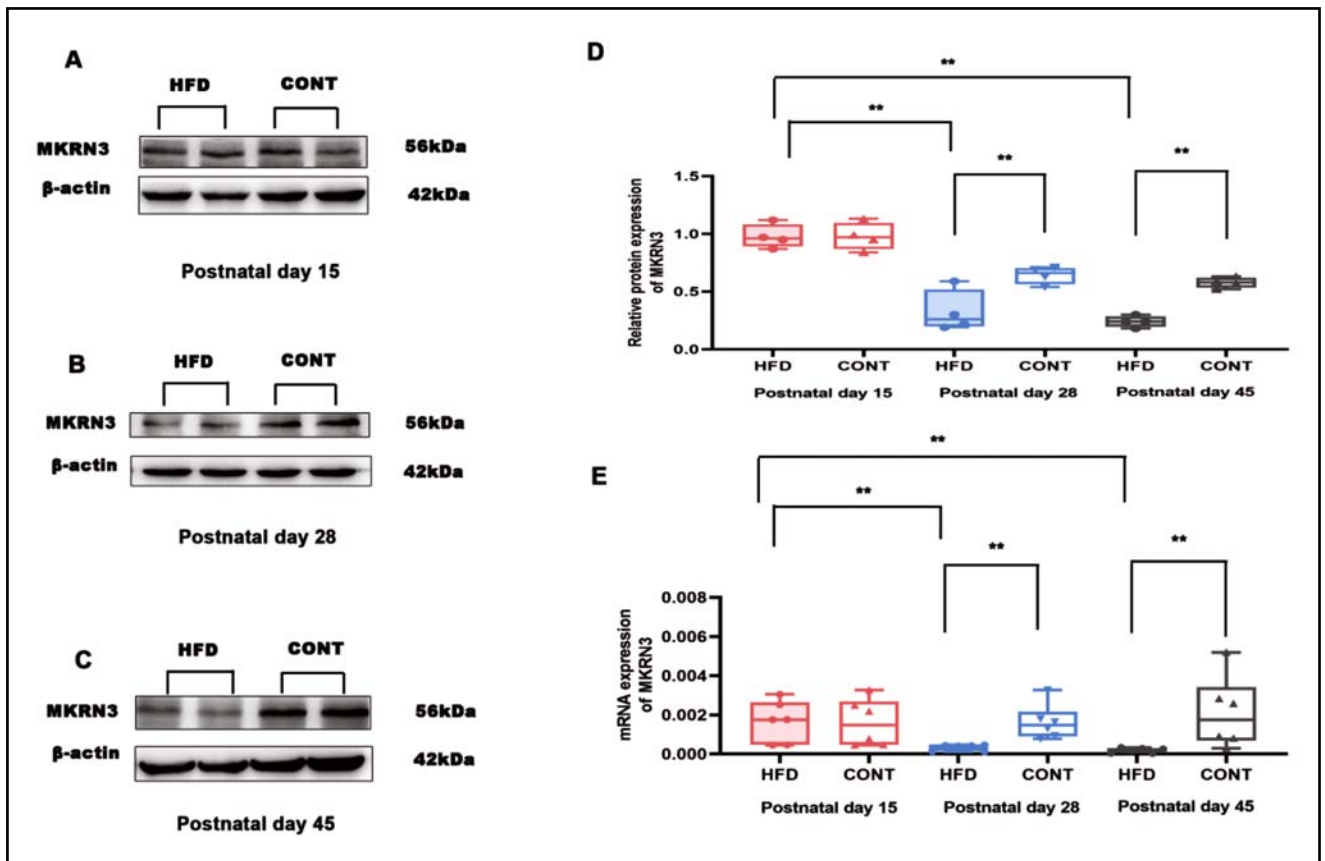 A
HFD CONT
MKRN3 56kDa
β-actin 42kDa
Postnatal day 15
B
HFD CONT
MKRN3 56kDa
β-actin 42kDa
Postnatal day 28
C
HFD CONT
MKRN3 56kDa
β-actin 42kDa
Postnatal day 45
D
**
**
**
**
Relative protein expression
of MKRN3
1.5
1.0
0.5
0.0
HFD CONT HFD CONT HFD CONT
Postnatal day 15 Postnatal day 28 Postnatal day 45
E
**
**
**
**
mRNA expression
of MKRN3
0.008
0.006
0.004
0.002
0.000
HFD CONT HFD CONT HFD CONT
Postnatal day 15 Postnatal day 28 Postnatal day 45